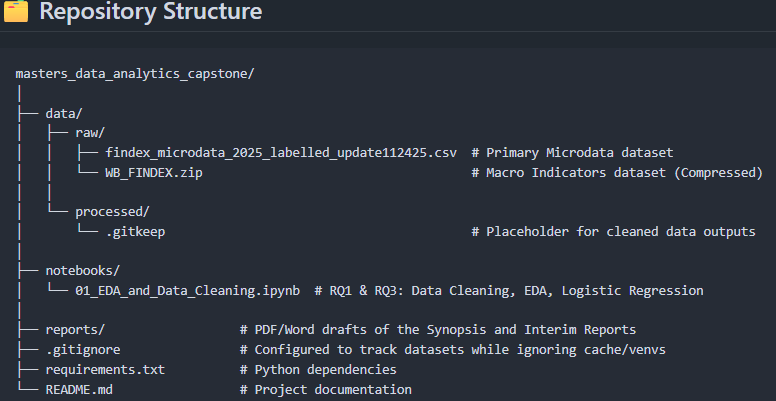 Repository Structure
masters_data_analytics_capstone/
│
├── data/
│   ├── raw/
│   │   ├── findex_microdata_2025_labelled_update112425.csv  # Primary Microdata dataset
│   │   └── WB_FINDEX.zip                                    # Macro Indicators dataset (Compressed)
│   │
│   └── processed/
│       └── .gitkeep                                         # Placeholder for cleaned data outputs
│
├── notebooks/
│   └── 01_EDA_and_Data_Cleaning.ipynb  # RQ1 & RQ3: Data Cleaning, EDA, Logistic Regression
│
├── reports/                  # PDF/Word drafts of the Synopsis and Interim Reports
├── .gitignore                # Configured to track datasets while ignoring cache/venvs
├── requirements.txt          # Python dependencies
└── README.md                 # Project documentation